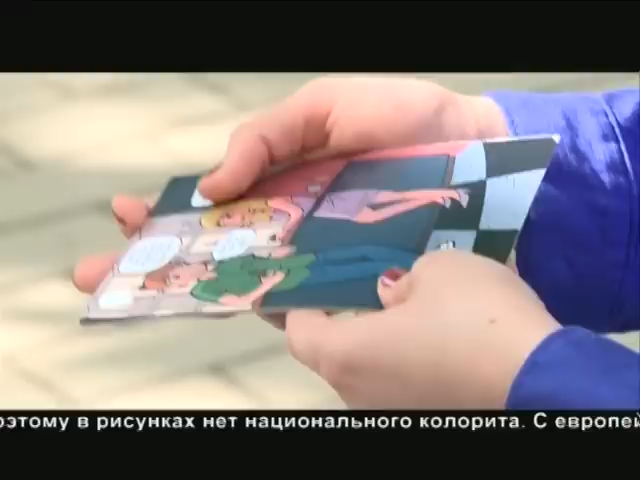 оэтому в рисунках нет национального колорита. С европей